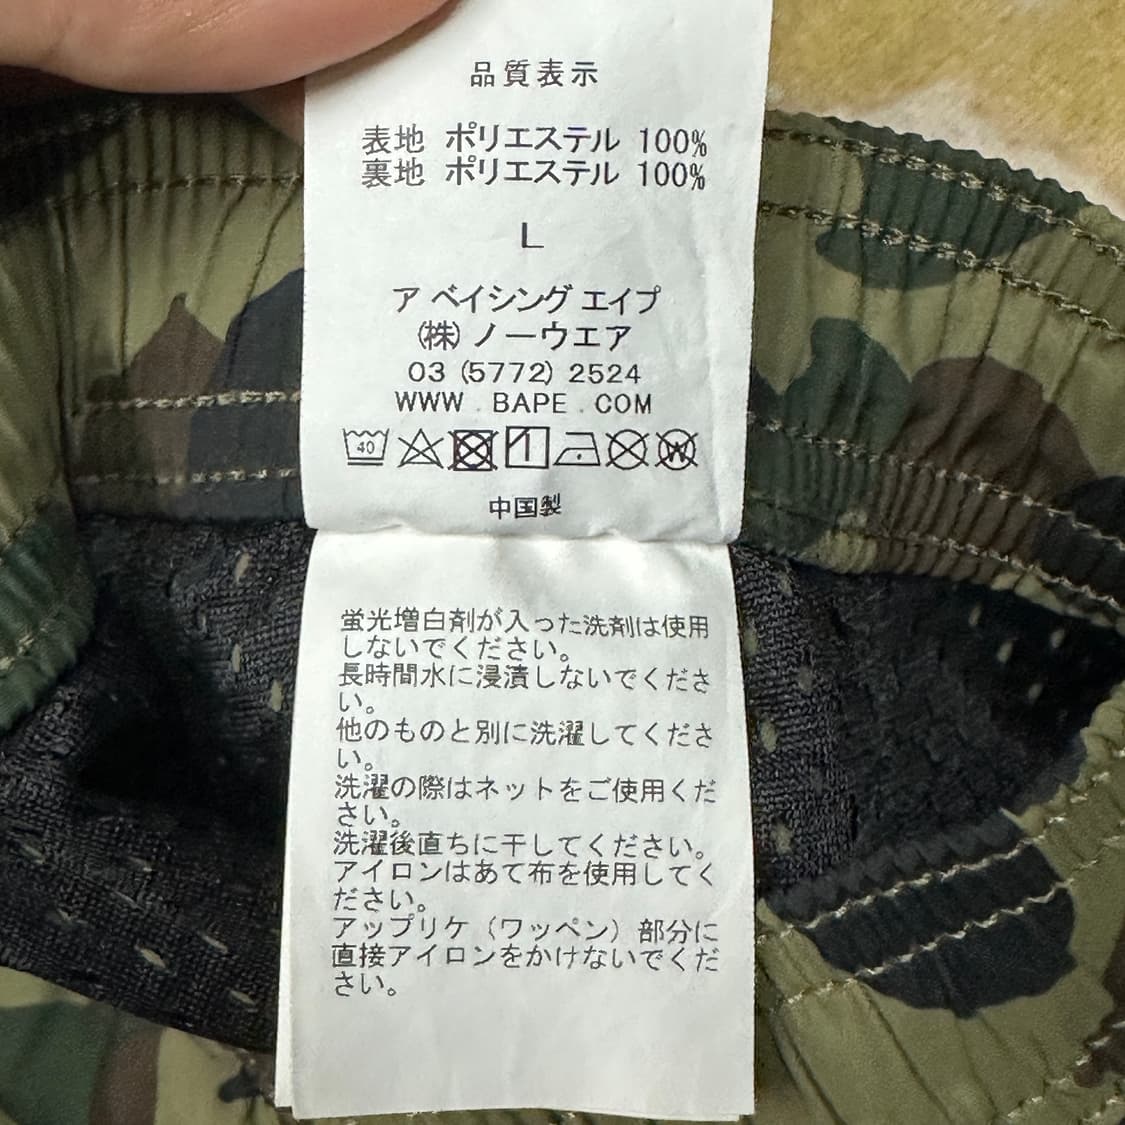 品質表示
表地 ポリエステル 100%
裏地 ポリエステル 100%
L
ア ベイシング エイプ
㈱ ノーウエア
03 (5772) 2524
WWW . BAPE . COM
40
W
中国製
蛍光増白剤が入った洗剤は使用
しないでください。
長時間水に浸漬しないでくださ
い。
他のものと別に洗濯してくださ
い。
洗濯の際はネットをご使用くだ
さい。
洗濯後直ちに干してください。
アイロンはあて布を使用してく
ださい。
アップリケ（ワッペン）部分に
直接アイロンをかけないでくだ
さい。